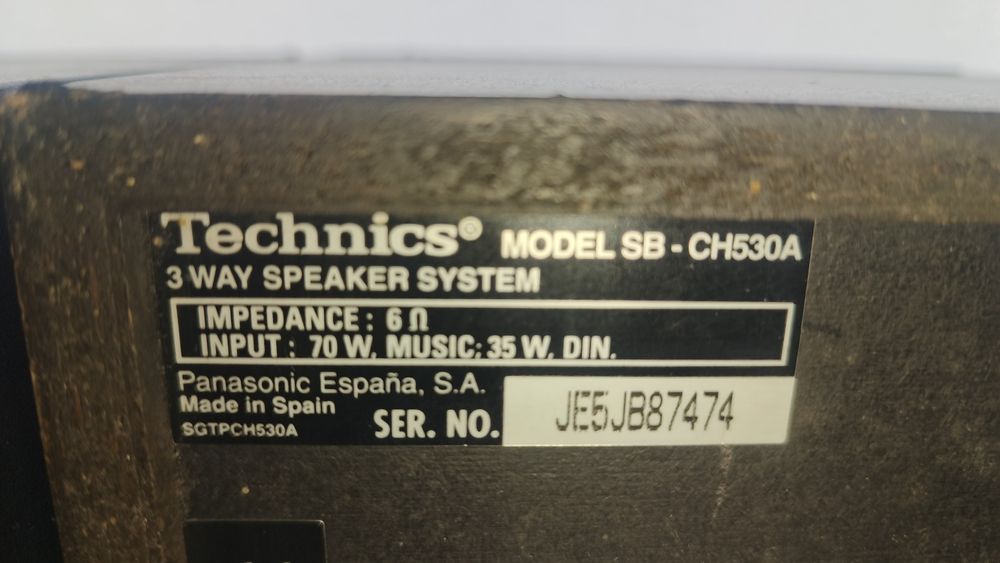 Technics® MODEL SB - CH530A
3 WAY SPEAKER SYSTEM
IMPEDANCE : 6 Ω
INPUT : 70 W. MUSIC; 35 W. DIN.
Panasonic España, S.A.
Made in Spain
SGTPCH530A
SER. NO. JE5JB87474